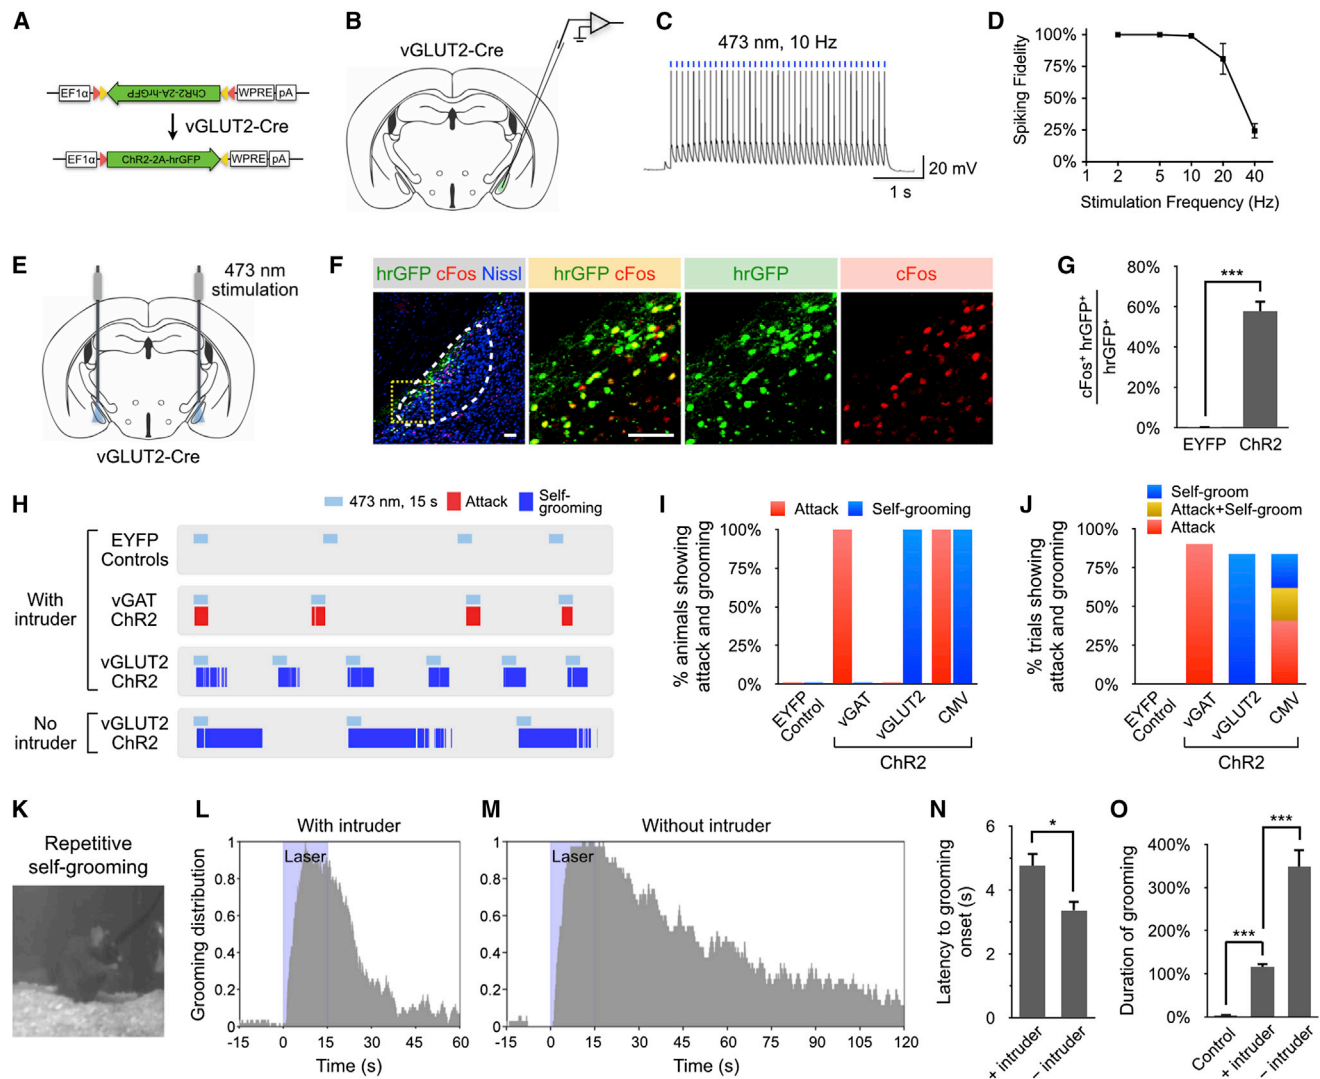 A
EF1α
ChR2-2A-hrGFP
WPRE
pA
vGLUT2-Cre
EF1α
ChR2-2A-hrGFP
WPRE
pA
B
vGLUT2-Cre
C
473 nm, 10 Hz
20 mV
1 s
D
Spiking Fidelity
100%
75%
50%
25%
0%
1 2 5 10 20 40
Stimulation Frequency (Hz)
E
473 nm
stimulation
vGLUT2-Cre
F
hrGFP cFos Nissl
hrGFP cFos
hrGFP
cFos
G
cFos⁺ hrGFP⁺
hrGFP⁺
80%
60%
40%
20%
0%
***
EYFP ChR2
H
473 nm, 15 s
Attack
Self-
grooming
With
intruder
EYFP
Controls
vGAT
ChR2
vGLUT2
ChR2
No
intruder
vGLUT2
ChR2
I
Attack
Self-grooming
% animals showing
attack and grooming
100%
75%
50%
25%
0%
EYFP
Control
vGAT
vGLUT2
CMV
ChR2
J
Self-groom
Attack+Self-groom
Attack
% trials showing
attack and grooming
100%
75%
50%
25%
0%
EYFP
Control
vGAT
vGLUT2
CMV
ChR2
K
Repetitive
self-grooming
L
With intruder
Laser
Grooming distribution
1
0.8
0.6
0.4
0.2
0
-15 0 15 30 45 60
Time (s)
M
Without intruder
Laser
1
0.8
0.6
0.4
0.2
0
-15 0 15 30 45 60 75 90 105 120
Time (s)
N
Latency to grooming
onset (s)
6
4
2
0
*
+ intruder
− intruder
O
Duration of grooming
400%
300%
200%
100%
0%
***
***
Control
+ intruder
− intruder